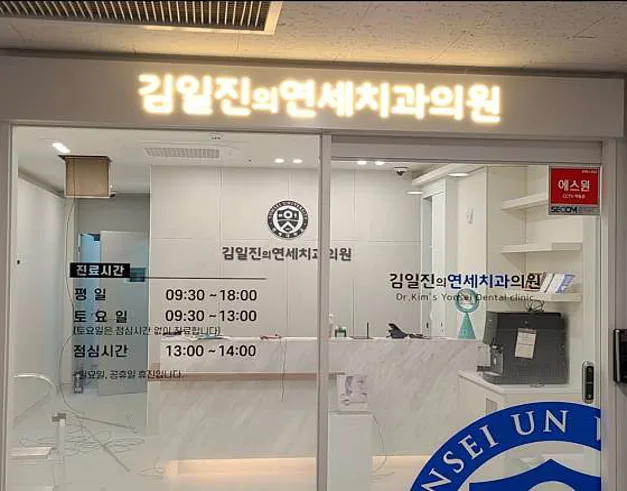 김일진의연세치과의원
에스원
SECOM
김일진의연세치과의원
진료시간
평 일 09:30 ~ 18:00
토 요 일 09:30 ~ 13:00
(토요일은 점심시간 없이 진료합니다)
점심시간 13:00 ~ 14:00
일요일, 공휴일 휴진입니다.
김일진의연세치과의원
Dr.Kim's Yonsei Dental clinic
NSEI UN